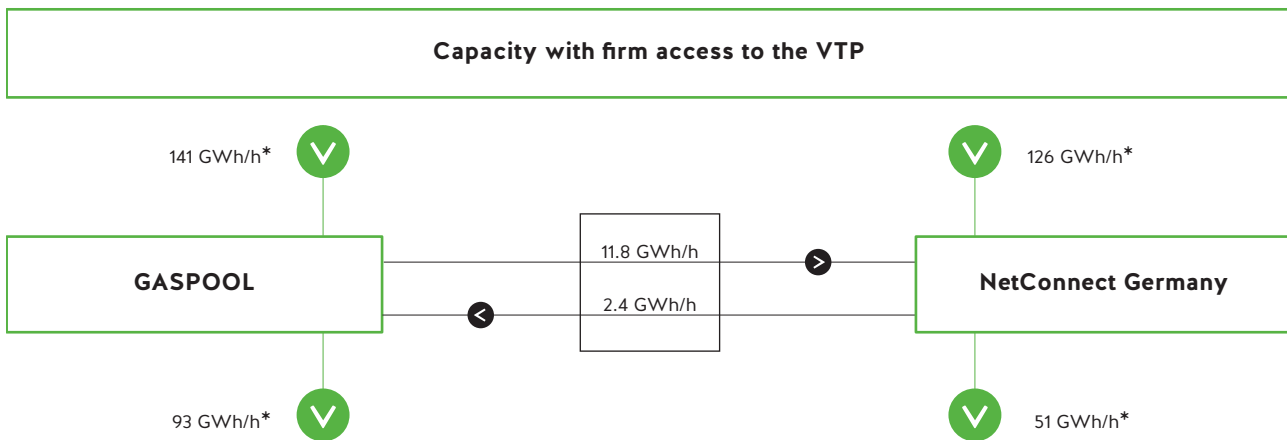 Capacity with firm access to the VTP
141 GWh/h*
126 GWh/h*
11.8 GWh/h
GASPOOL
NetConnect Germany
2.4 GWh/h
93 GWh/h*
51 GWh/h*